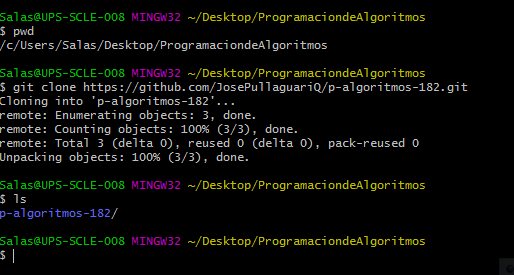 Salas@UPS-SCLE-008 MINGW32 ~/Desktop/ProgramaciondeAlgoritmos
$ pwd
/c/Users/Salas/Desktop/ProgramaciondeAlgoritmos
Salas@UPS-SCLE-008 MINGW32 ~/Desktop/ProgramaciondeAlgoritmos
$ git clone https://github.com/JosePullaguariQ/p-algoritmos-182.git
Cloning into 'p-algoritmos-182'...
remote: Enumerating objects: 3, done.
remote: Counting objects: 100% (3/3), done.
remote: Total 3 (delta 0), reused 0 (delta 0), pack-reused 0
Unpacking objects: 100% (3/3), done.
Salas@UPS-SCLE-008 MINGW32 ~/Desktop/ProgramaciondeAlgoritmos
$ ls
p-algoritmos-182/
Salas@UPS-SCLE-008 MINGW32 ~/Desktop/ProgramaciondeAlgoritmos
$